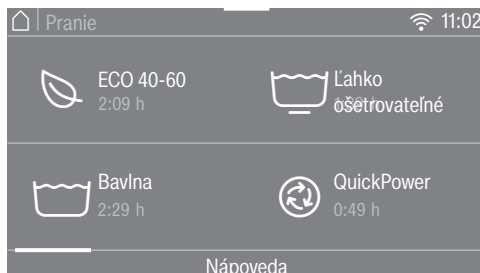 Pranie
11:02
ECO 40-60
2:09 h
Ľahko
ošetrovateľné
Bavlna
2:29 h
QuickPower
0:49 h
Nápoveda